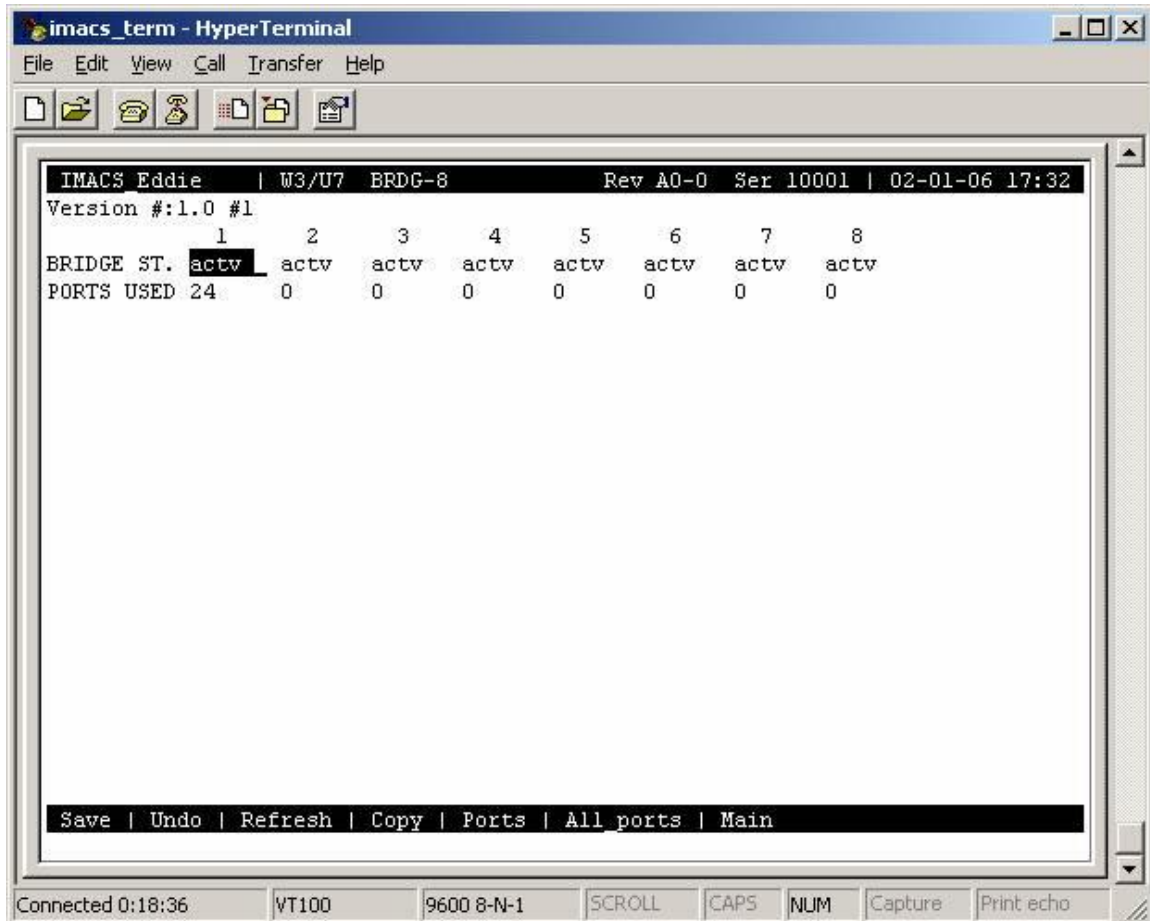 imacs_term - HyperTerminal
File Edit View Call Transfer Help
IMACS_Eddie | W3/U7 BRDG-8 Rev A0-0 Ser 10001 | 02-01-06 17:32
Version #:1.0 #1
1 2 3 4 5 6 7 8
BRIDGE ST. actv actv actv actv actv actv actv actv
PORTS USED 24 0 0 0 0 0 0 0
Save | Undo | Refresh | Copy | Ports | All_ports | Main
Connected 0:18:36 VT100 9600 8-N-1 SCROLL CAPS NUM Capture Print echo